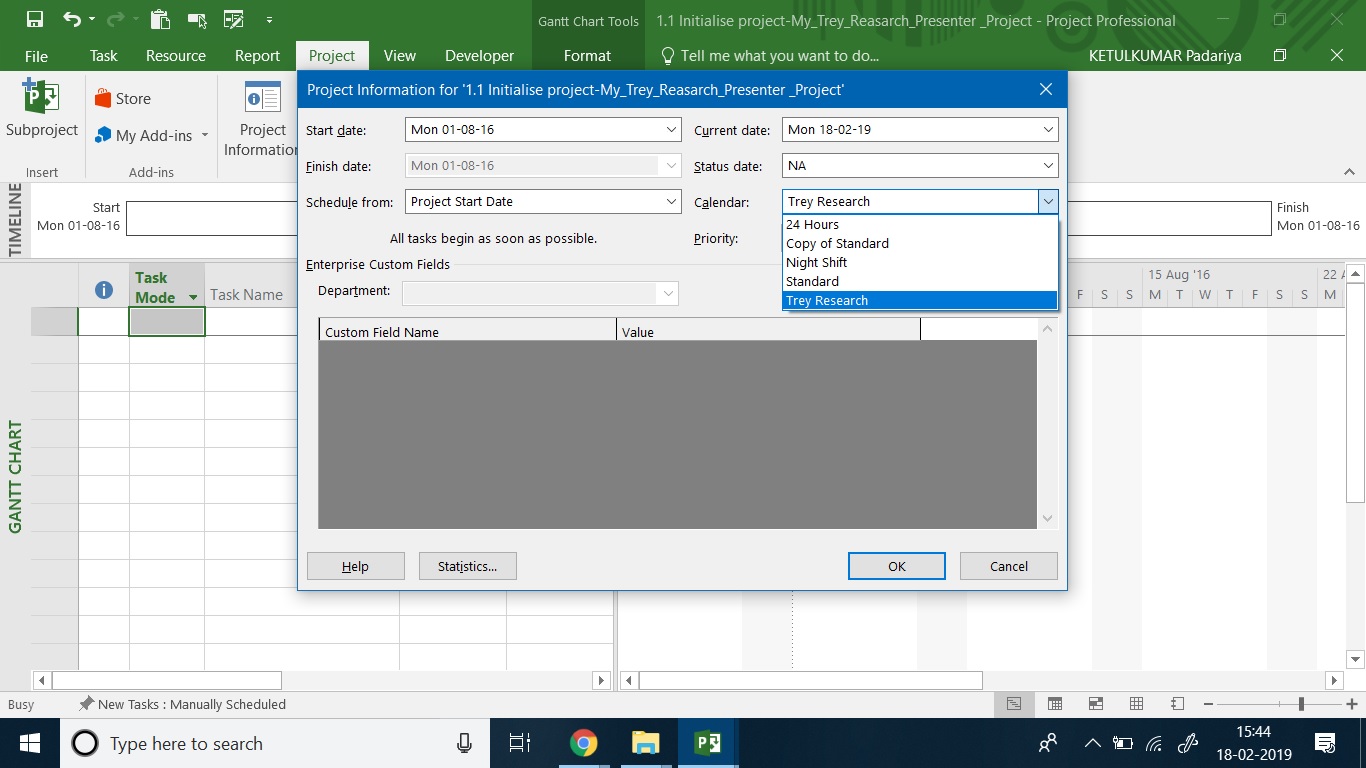 Gantt Chart Tools
1.1 Initialise project-My_Trey_Reasarch_Presenter _Project - Project Professional
File Task Resource Report Project View Developer Format Tell me what you want to do... KETULKUMAR Padariya
Subproject
Store
My Add-ins
Project
Information
Insert
Add-ins
Project Information for '1.1 Initialise project-My_Trey_Reasarch_Presenter _Project'
Start date: Mon 01-08-16 Current date: Mon 18-02-19
Finish date: Mon 01-08-16 Status date: NA
Schedule from: Project Start Date Calendar: Trey Research
24 Hours
Copy of Standard
Night Shift
Standard
Trey Research
All tasks begin as soon as possible. Priority:
Enterprise Custom Fields
Department:
Custom Field Name Value
Help Statistics... OK Cancel
TIMELINE
Start
Mon 01-08-16
Finish
Mon 01-08-16
Task
Mode
Task Name
15 Aug '16 22
F S S M T W T F S S M
GANTT CHART
Busy New Tasks : Manually Scheduled
Type here to search
15:44
18-02-2019